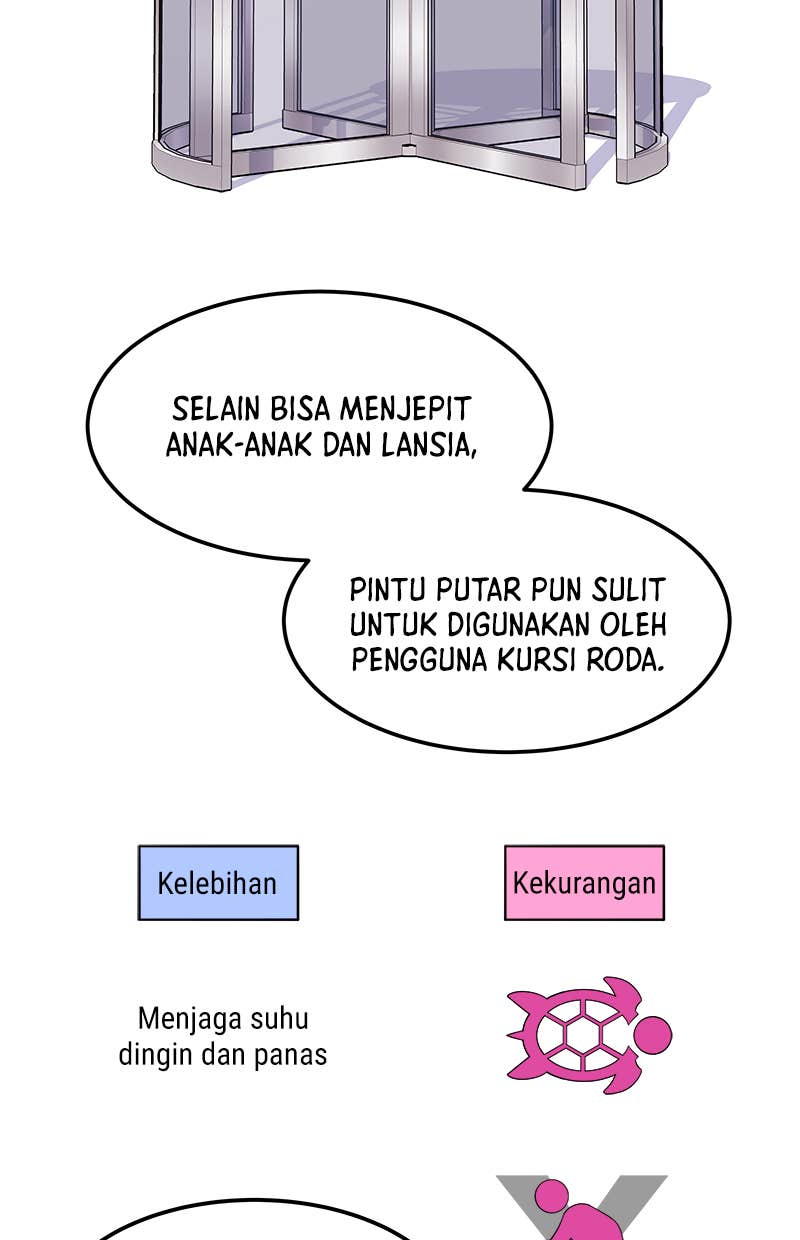 SELAIN BISA MENJEPIT
ANAK-ANAK DAN LANSIA,
PINTU PUTAR PUN SULIT
UNTUK DIGUNAKAN OLEH
PENGGUNA KURSI RODA.
Kelebihan
Kekurangan
Menjaga suhu
dingin dan panas